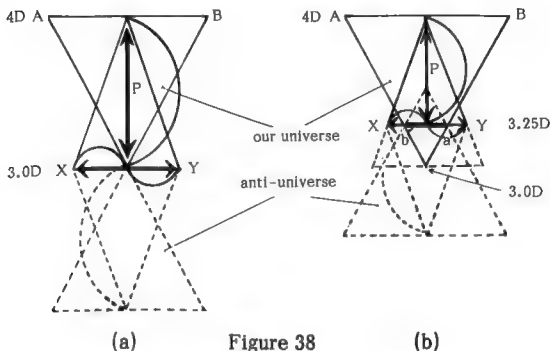 4D A B
P
our universe
3.0D X Y
anti-universe
(a)
4D A B
P
X Y 3.25D
b a
3.0D
(b)
Figure 38